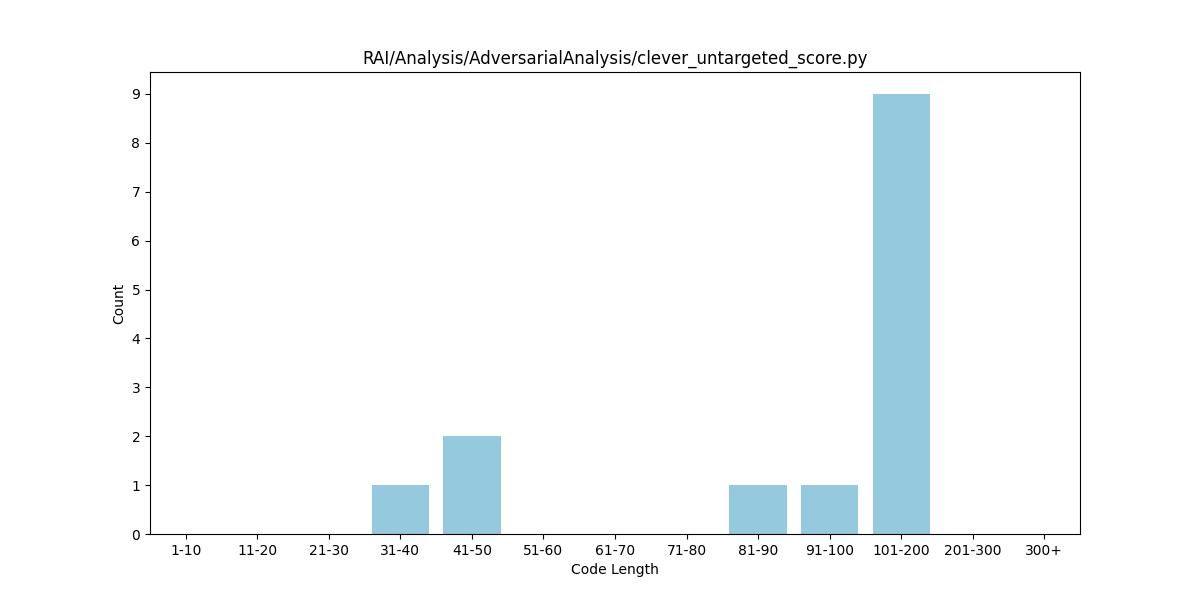 RAI/Analysis/AdversarialAnalysis/clever_untargeted_score.py
9
8
7
6
5
4
3
2
1
0
Count
1-10 11-20 21-30 31-40 41-50 51-60 61-70 71-80 81-90 91-100 101-200 201-300 300+
Code Length